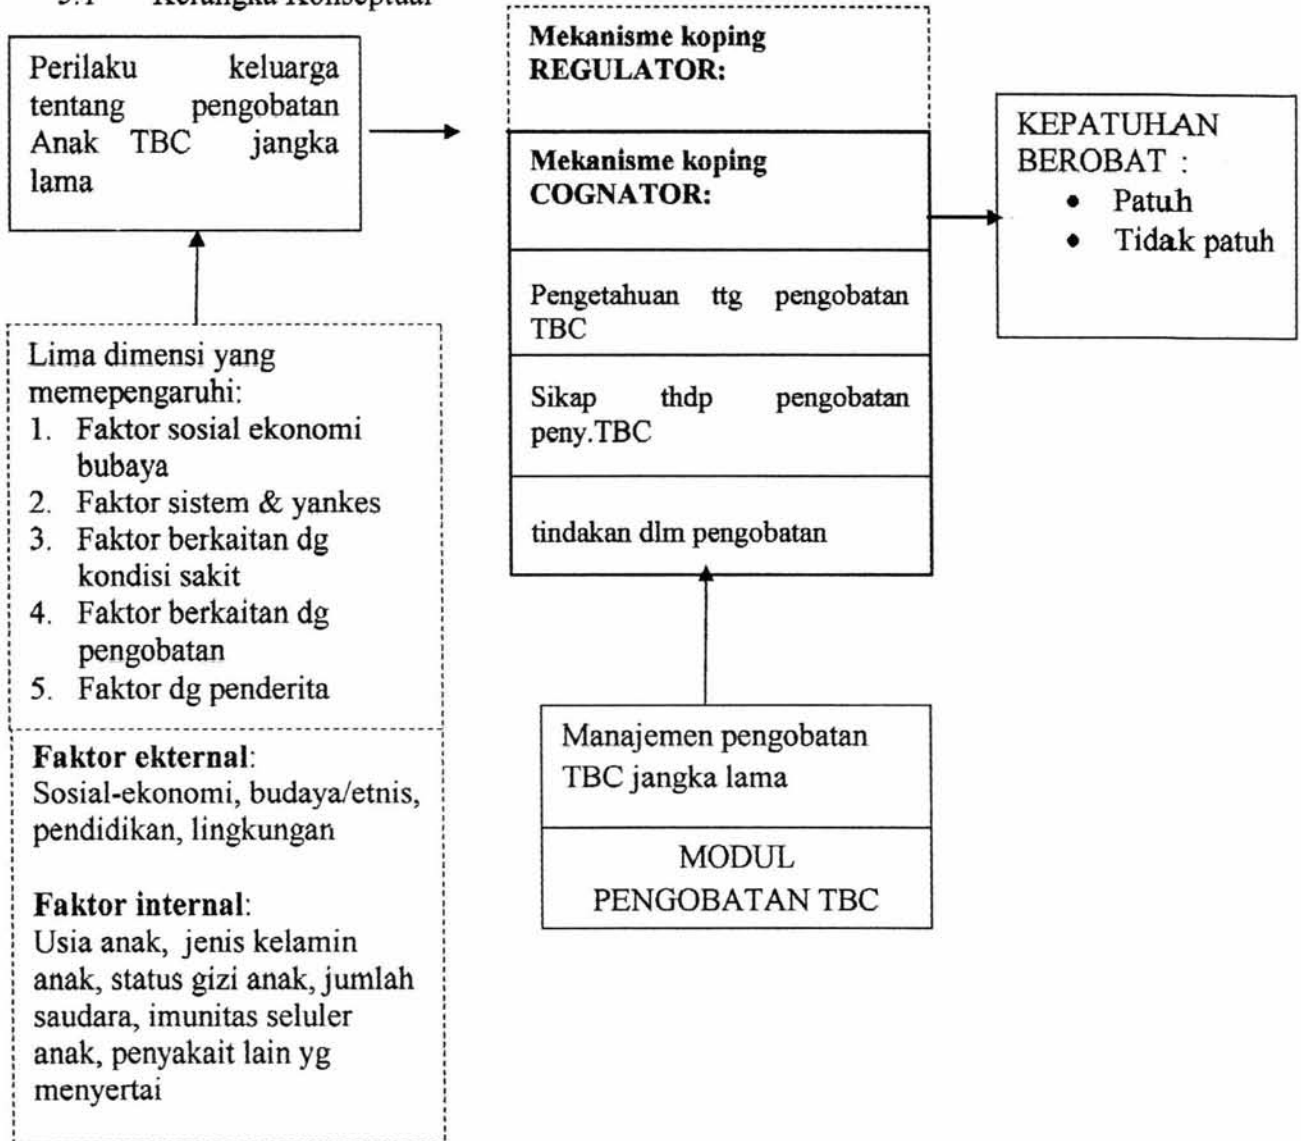 3.1 Kerangka Konseptual
Perilaku keluarga
tentang pengobatan
Anak TBC jangka
lama
Lima dimensi yang
memepengaruhi:
1. Faktor sosial ekonomi
bubaya
2. Faktor sistem & yankes
3. Faktor berkaitan dg
kondisi sakit
4. Faktor berkaitan dg
pengobatan
5. Faktor dg penderita
Faktor ekternal:
Sosial-ekonomi, budaya/etnis,
pendidikan, lingkungan
Faktor internal:
Usia anak, jenis kelamin
anak, status gizi anak, jumlah
saudara, imunitas seluler
anak, penyakait lain yg
menyertai
Mekanisme koping
REGULATOR:
Mekanisme koping
COGNATOR:
Pengetahuan ttg pengobatan
TBC
Sikap thdp pengobatan
peny.TBC
tindakan dlm pengobatan
Manajemen pengobatan
TBC jangka lama
MODUL
PENGOBATAN TBC
KEPATUHAN
BEROBAT :
• Patuh
• Tidak patuh